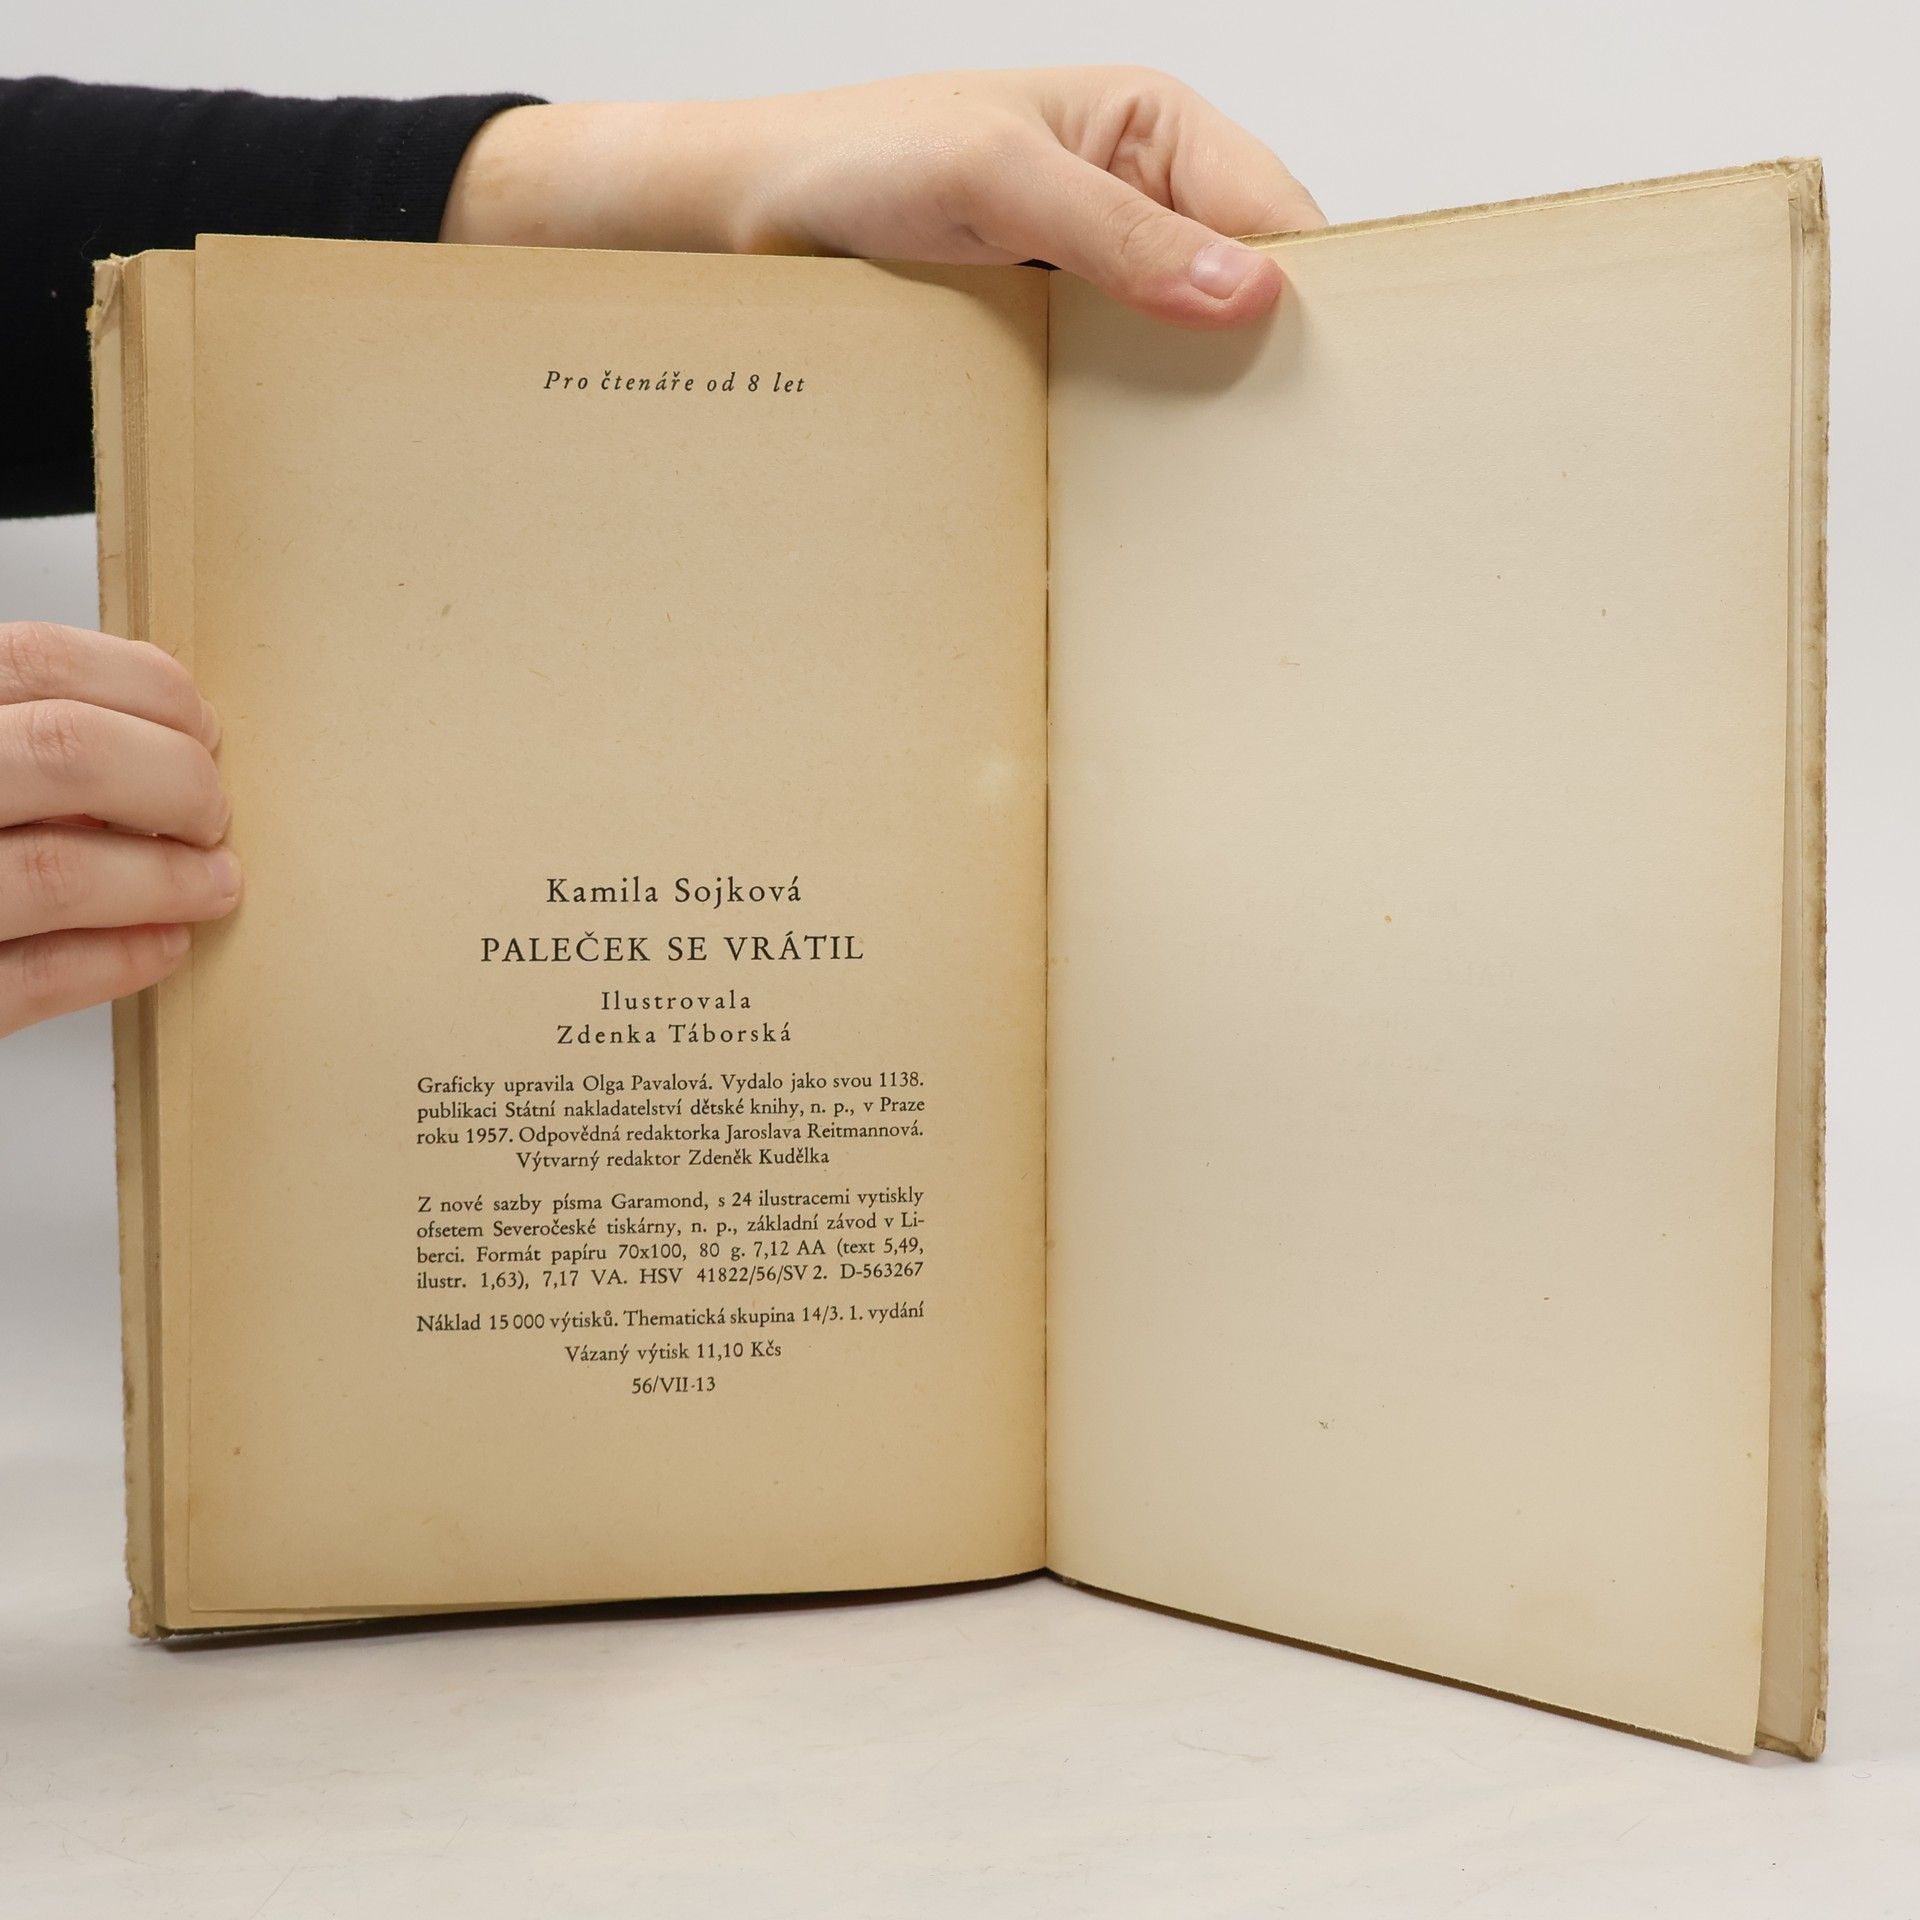 Pro čtenáře od 8 let
Kamila Sojková
PALEČEK SE VRÁTIL
Ilustrovala
Zdenka Táborská
Graficky upravila Olga Pavalová. Vydalo jako svou 1138.
publikaci Státní nakladatelství dětské knihy, n. p., v Praze
roku 1957. Odpovědná redaktorka Jaroslava Reitmannová.
Výtvarný redaktor Zdeněk Kudělka
Z nové sazby písma Garamond, s 24 ilustracemi vytiskly
ofsetem Severočeské tiskárny, n. p., základní závod v Li-
berci. Formát papíru 70x100, 80 g. 7,12 AA (text 5,49,
ilustr. 1,63), 7,17 VA. HSV 41822/56/SV 2. D-563267
Náklad 15 000 výtisků. Thematická skupina 14/3. 1. vydání
Vázaný výtisk 11,10 Kčs
56/VII-13